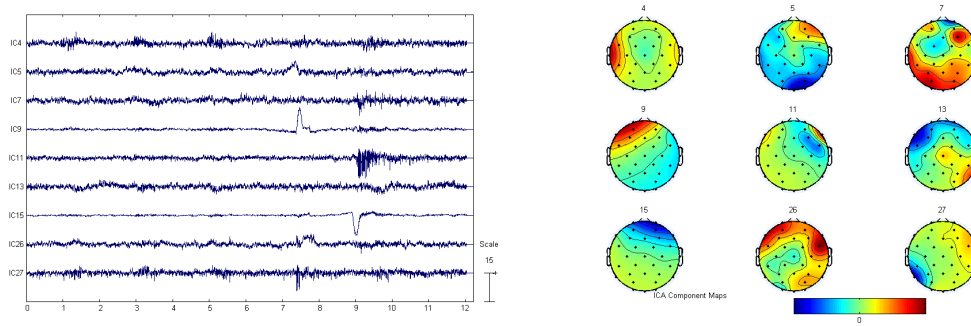 IC4
IC5
IC7
IC9
IC11
IC13
IC15
IC26
IC27
Scale
15
0 1 2 3 4 5 6 7 8 9 10 11 12
4 5 7
9 11 13
15 26 27
ICA Component Maps
0